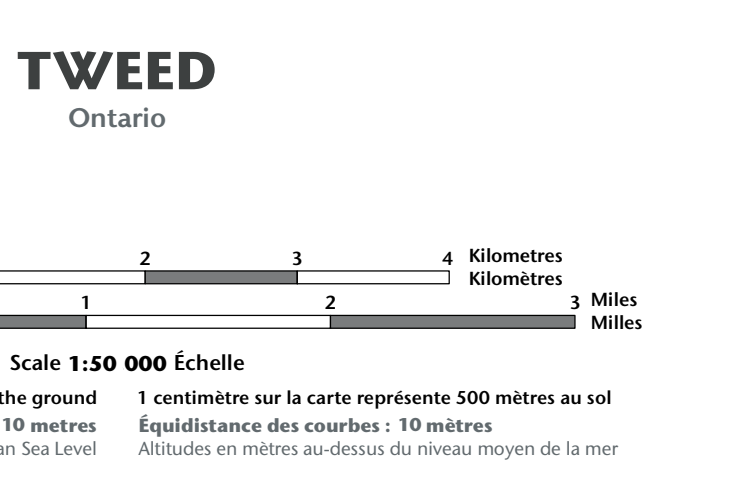 TWEED
Ontario
2 3 4 Kilometres
Kilomètres
1 2 3 Miles
Milles
Scale 1:50 000 Échelle
the ground 1 centimètre sur la carte représente 500 mètres au sol
10 metres Équidistance des courbes : 10 mètres
an Sea Level Altitudes en mètres au-dessus du niveau moyen de la mer